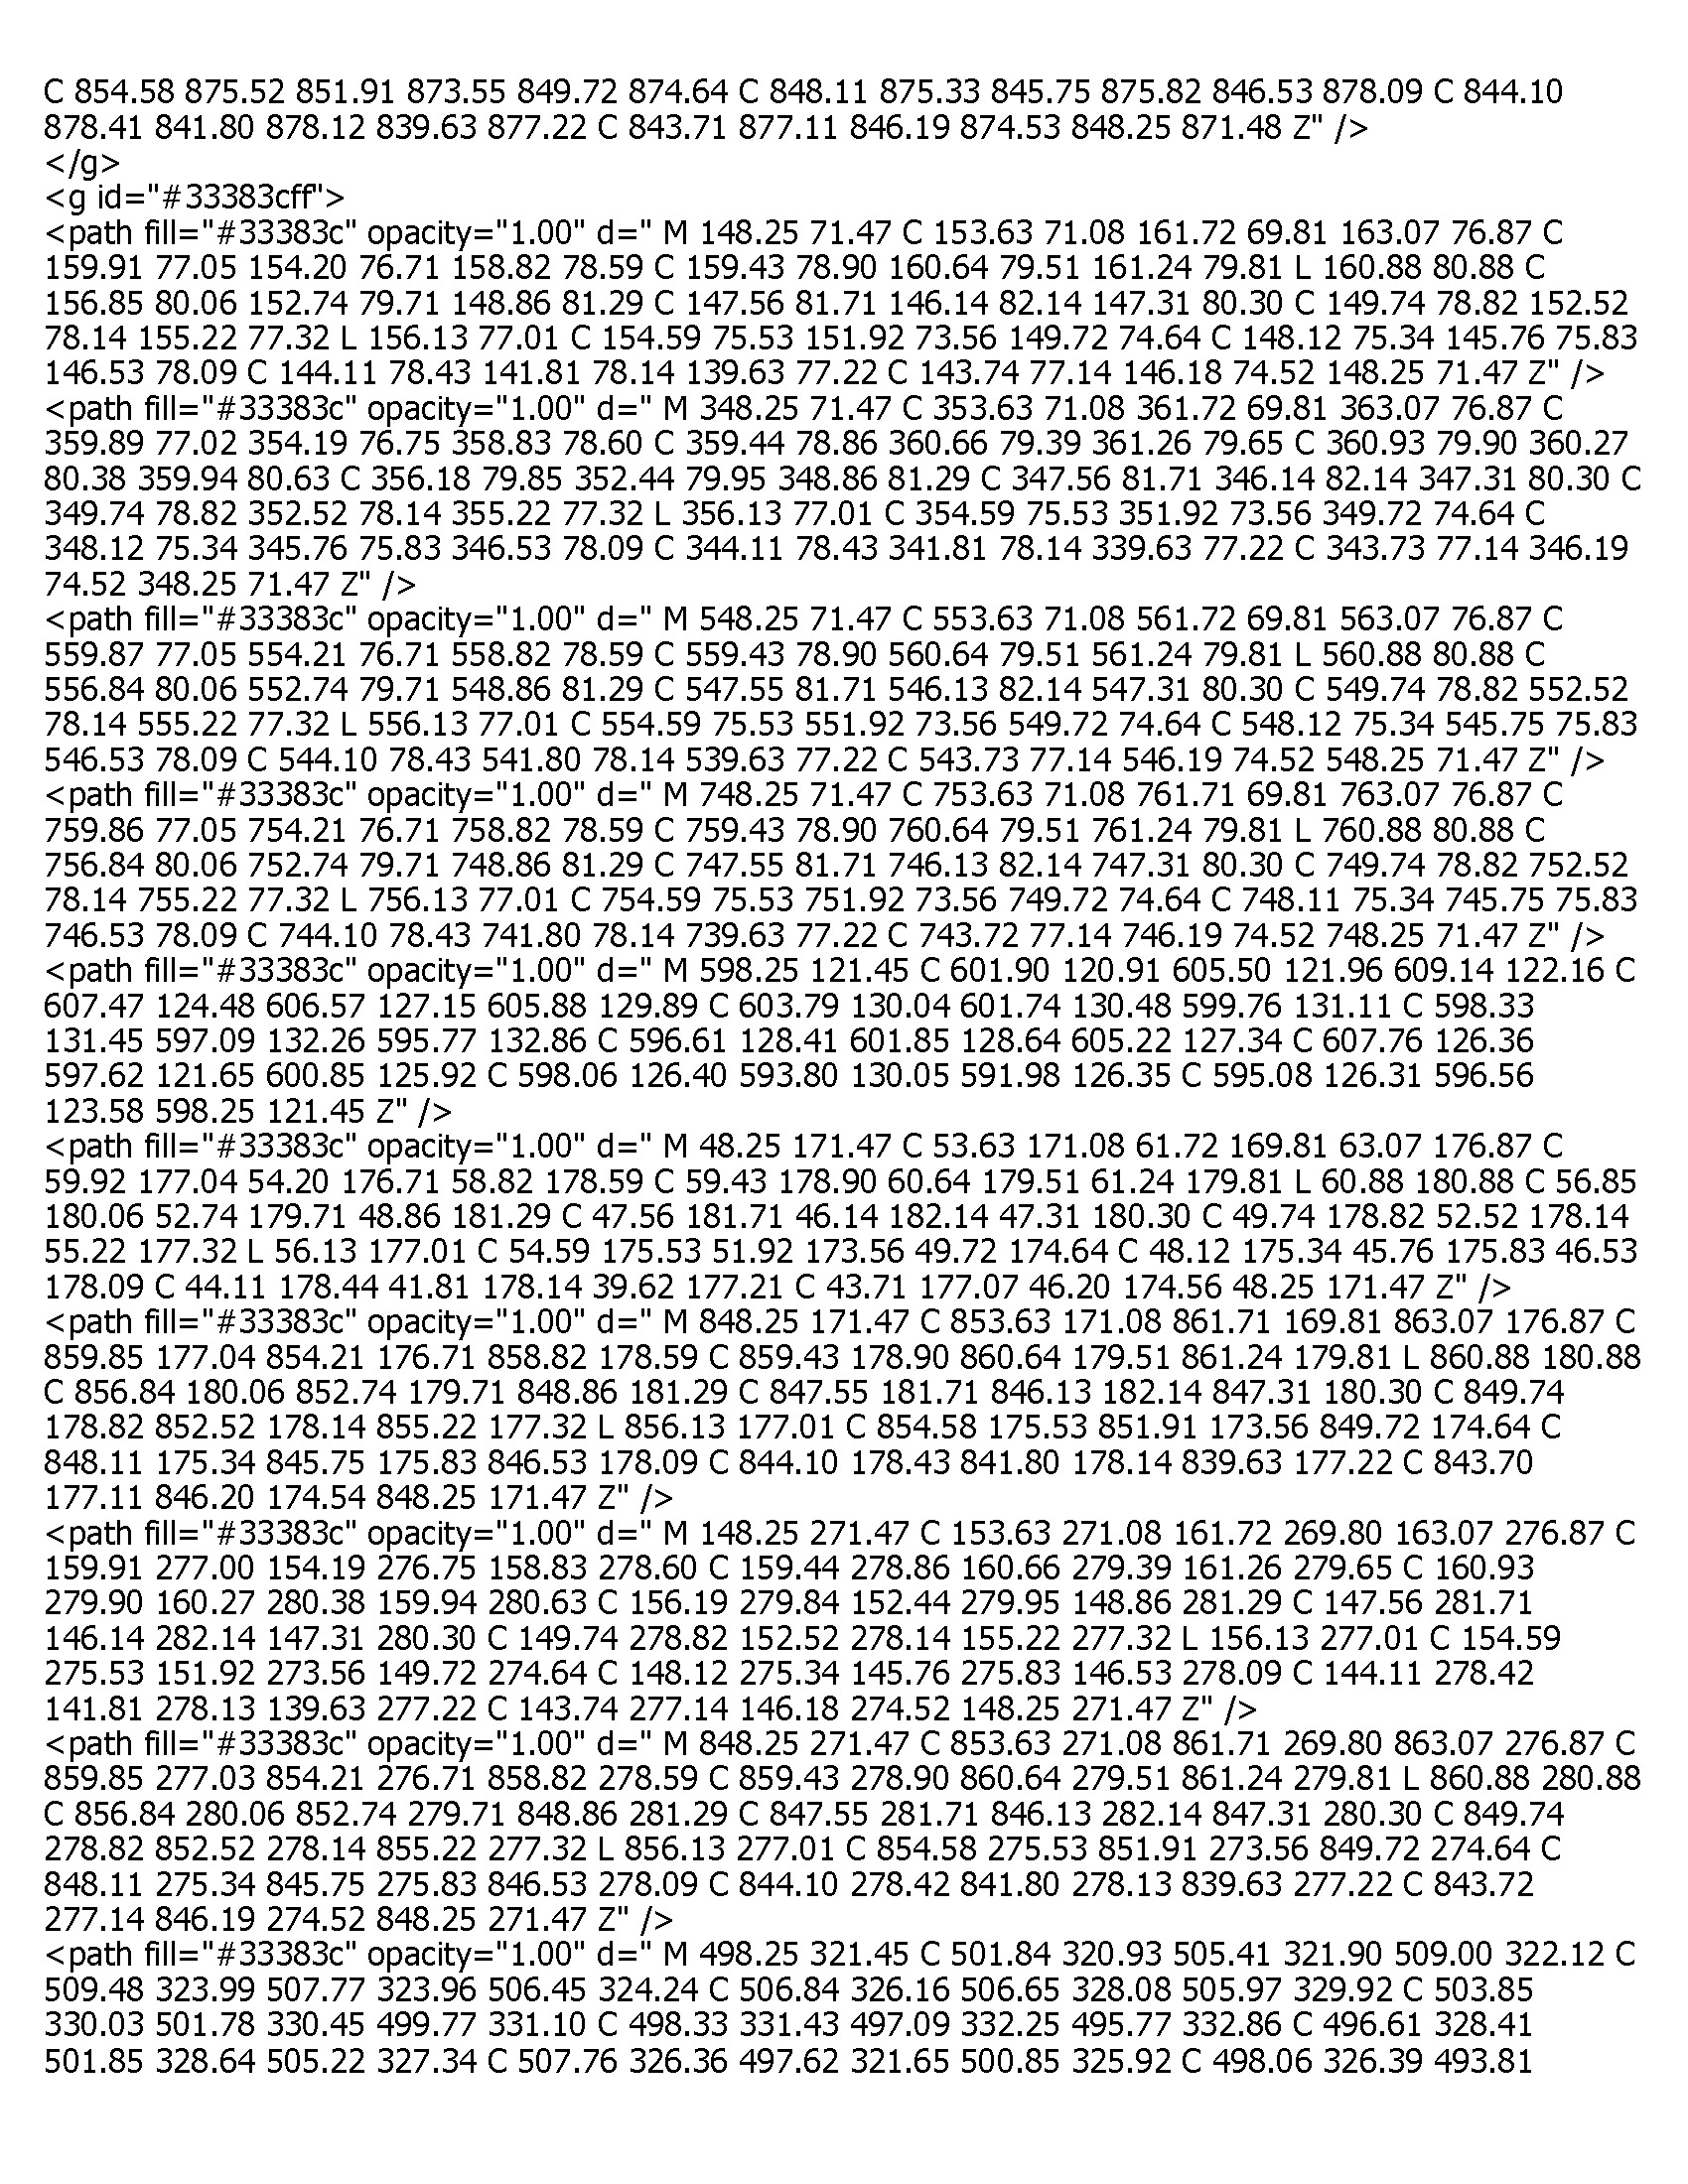 C 854.58 875.52 851.91 873.55 849.72 874.64 C 848.11 875.33 845.75 875.82 846.53 878.09 C 844.10
878.41 841.80 878.12 839.63 877.22 C 843.71 877.11 846.19 874.53 848.25 871.48 Z" />
</g>
<g id="#33383cff">
<path fill="#33383c" opacity="1.00" d=" M 148.25 71.47 C 153.63 71.08 161.72 69.81 163.07 76.87 C
159.91 77.05 154.20 76.71 158.82 78.59 C 159.43 78.90 160.64 79.51 161.24 79.81 L 160.88 80.88 C
156.85 80.06 152.74 79.71 148.86 81.29 C 147.56 81.71 146.14 82.14 147.31 80.30 C 149.74 78.82 152.52
78.14 155.22 77.32 L 156.13 77.01 C 154.59 75.53 151.92 73.56 149.72 74.64 C 148.12 75.34 145.76 75.83
146.53 78.09 C 144.11 78.43 141.81 78.14 139.63 77.22 C 143.74 77.14 146.18 74.52 148.25 71.47 Z" />
<path fill="#33383c" opacity="1.00" d=" M 348.25 71.47 C 353.63 71.08 361.72 69.81 363.07 76.87 C
359.89 77.02 354.19 76.75 358.83 78.60 C 359.44 78.86 360.66 79.39 361.26 79.65 C 360.93 79.90 360.27
80.38 359.94 80.63 C 356.18 79.85 352.44 79.95 348.86 81.29 C 347.56 81.71 346.14 82.14 347.31 80.30 C
349.74 78.82 352.52 78.14 355.22 77.32 L 356.13 77.01 C 354.59 75.53 351.92 73.56 349.72 74.64 C
348.12 75.34 345.76 75.83 346.53 78.09 C 344.11 78.43 341.81 78.14 339.63 77.22 C 343.73 77.14 346.19
74.52 348.25 71.47 Z" />
<path fill="#33383c" opacity="1.00" d=" M 548.25 71.47 C 553.63 71.08 561.72 69.81 563.07 76.87 C
559.87 77.05 554.21 76.71 558.82 78.59 C 559.43 78.90 560.64 79.51 561.24 79.81 L 560.88 80.88 C
556.84 80.06 552.74 79.71 548.86 81.29 C 547.55 81.71 546.13 82.14 547.31 80.30 C 549.74 78.82 552.52
78.14 555.22 77.32 L 556.13 77.01 C 554.59 75.53 551.92 73.56 549.72 74.64 C 548.12 75.34 545.75 75.83
546.53 78.09 C 544.10 78.43 541.80 78.14 539.63 77.22 C 543.73 77.14 546.19 74.52 548.25 71.47 Z" />
<path fill="#33383c" opacity="1.00" d=" M 748.25 71.47 C 753.63 71.08 761.71 69.81 763.07 76.87 C
759.86 77.05 754.21 76.71 758.82 78.59 C 759.43 78.90 760.64 79.51 761.24 79.81 L 760.88 80.88 C
756.84 80.06 752.74 79.71 748.86 81.29 C 747.55 81.71 746.13 82.14 747.31 80.30 C 749.74 78.82 752.52
78.14 755.22 77.32 L 756.13 77.01 C 754.59 75.53 751.92 73.56 749.72 74.64 C 748.11 75.34 745.75 75.83
746.53 78.09 C 744.10 78.43 741.80 78.14 739.63 77.22 C 743.72 77.14 746.19 74.52 748.25 71.47 Z" />
<path fill="#33383c" opacity="1.00" d=" M 598.25 121.45 C 601.90 120.91 605.50 121.96 609.14 122.16 C
607.47 124.48 606.57 127.15 605.88 129.89 C 603.79 130.04 601.74 130.48 599.76 131.11 C 598.33
131.45 597.09 132.26 595.77 132.86 C 596.61 128.41 601.85 128.64 605.22 127.34 C 607.76 126.36
597.62 121.65 600.85 125.92 C 598.06 126.40 593.80 130.05 591.98 126.35 C 595.08 126.31 596.56
123.58 598.25 121.45 Z" />
<path fill="#33383c" opacity="1.00" d=" M 48.25 171.47 C 53.63 171.08 61.72 169.81 63.07 176.87 C
59.92 177.04 54.20 176.71 58.82 178.59 C 59.43 178.90 60.64 179.51 61.24 179.81 L 60.88 180.88 C 56.85
180.06 52.74 179.71 48.86 181.29 C 47.56 181.71 46.14 182.14 47.31 180.30 C 49.74 178.82 52.52 178.14
55.22 177.32 L 56.13 177.01 C 54.59 175.53 51.92 173.56 49.72 174.64 C 48.12 175.34 45.76 175.83 46.53
178.09 C 44.11 178.44 41.81 178.14 39.62 177.21 C 43.71 177.07 46.20 174.56 48.25 171.47 Z" />
<path fill="#33383c" opacity="1.00" d=" M 848.25 171.47 C 853.63 171.08 861.71 169.81 863.07 176.87 C
859.85 177.04 854.21 176.71 858.82 178.59 C 859.43 178.90 860.64 179.51 861.24 179.81 L 860.88 180.88
C 856.84 180.06 852.74 179.71 848.86 181.29 C 847.55 181.71 846.13 182.14 847.31 180.30 C 849.74
178.82 852.52 178.14 855.22 177.32 L 856.13 177.01 C 854.58 175.53 851.91 173.56 849.72 174.64 C
848.11 175.34 845.75 175.83 846.53 178.09 C 844.10 178.43 841.80 178.14 839.63 177.22 C 843.70
177.11 846.20 174.54 848.25 171.47 Z" />
<path fill="#33383c" opacity="1.00" d=" M 148.25 271.47 C 153.63 271.08 161.72 269.80 163.07 276.87 C
159.91 277.00 154.19 276.75 158.83 278.60 C 159.44 278.86 160.66 279.39 161.26 279.65 C 160.93
279.90 160.27 280.38 159.94 280.63 C 156.19 279.84 152.44 279.95 148.86 281.29 C 147.56 281.71
146.14 282.14 147.31 280.30 C 149.74 278.82 152.52 278.14 155.22 277.32 L 156.13 277.01 C 154.59
275.53 151.92 273.56 149.72 274.64 C 148.12 275.34 145.76 275.83 146.53 278.09 C 144.11 278.42
141.81 278.13 139.63 277.22 C 143.74 277.14 146.18 274.52 148.25 271.47 Z" />
<path fill="#33383c" opacity="1.00" d=" M 848.25 271.47 C 853.63 271.08 861.71 269.80 863.07 276.87 C
859.85 277.03 854.21 276.71 858.82 278.59 C 859.43 278.90 860.64 279.51 861.24 279.81 L 860.88 280.88
C 856.84 280.06 852.74 279.71 848.86 281.29 C 847.55 281.71 846.13 282.14 847.31 280.30 C 849.74
278.82 852.52 278.14 855.22 277.32 L 856.13 277.01 C 854.58 275.53 851.91 273.56 849.72 274.64 C
848.11 275.34 845.75 275.83 846.53 278.09 C 844.10 278.42 841.80 278.13 839.63 277.22 C 843.72
277.14 846.19 274.52 848.25 271.47 Z" />
<path fill="#33383c" opacity="1.00" d=" M 498.25 321.45 C 501.84 320.93 505.41 321.90 509.00 322.12 C
509.48 323.99 507.77 323.96 506.45 324.24 C 506.84 326.16 506.65 328.08 505.97 329.92 C 503.85
330.03 501.78 330.45 499.77 331.10 C 498.33 331.43 497.09 332.25 495.77 332.86 C 496.61 328.41
501.85 328.64 505.22 327.34 C 507.76 326.36 497.62 321.65 500.85 325.92 C 498.06 326.39 493.81